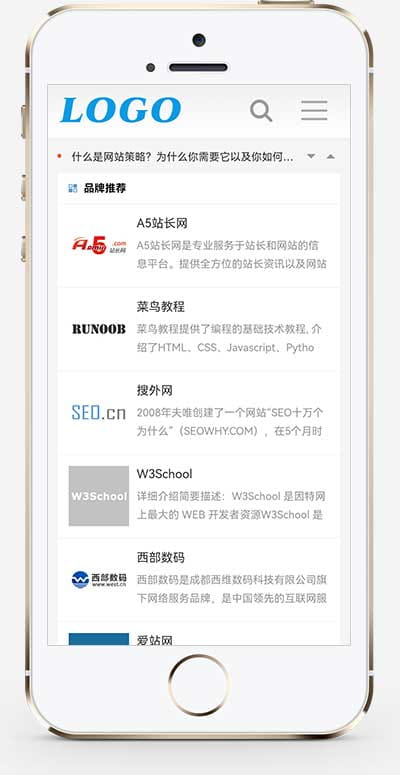 LOGO
什么是网站策略？为什么你需要它以及你如何...
品牌推荐
A5站长网
A5 .com
Admin 站长网
A5站长网是专业服务于站长和网站的信
息平台。提供全方位的站长资讯以及网站
菜鸟教程
RUNOOB
菜鸟教程提供了编程的基础技术教程, 介
绍了HTML、CSS、Javascript、Pytho
搜外网
SEO.cn
2008年夫唯创建了一个网站“SEO十万个
为什么”（SEOWHY.COM），在5个月时
W3School
W3School
详细介绍简要描述：W3School 是因特网
上最大的 WEB 开发者资源W3School 是
西部数码
西部数码
www.west.cn
西部数码是成都西维数码科技有限公司旗
下网络服务品牌，是中国领先的互联网服
爱站网